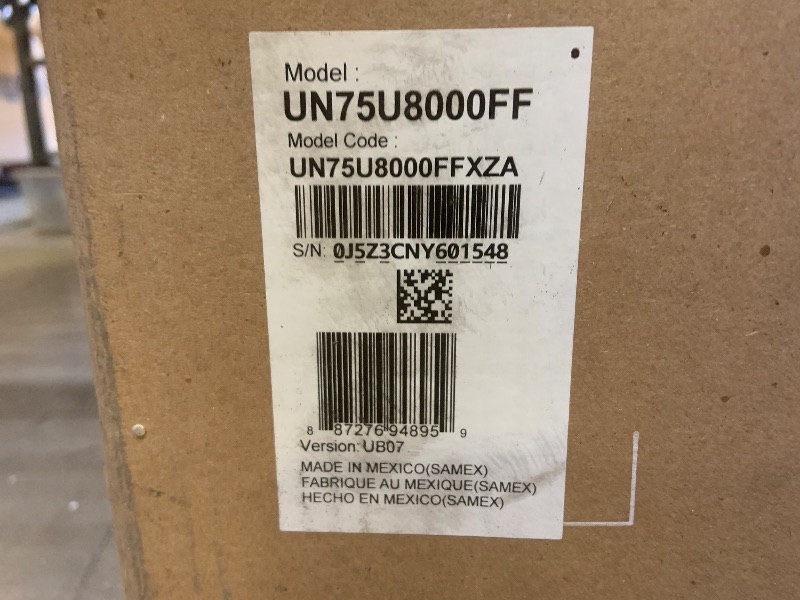 Model :
UN75U8000FF
Model Code :
UN75U8000FFXZA
S/N: 0J5Z3CNY601548
8 87276 94895 9
Version: UB07
MADE IN MEXICO(SAMEX)
FABRIQUE AU MEXIQUE(SAMEX)
HECHO EN MEXICO(SAMEX)